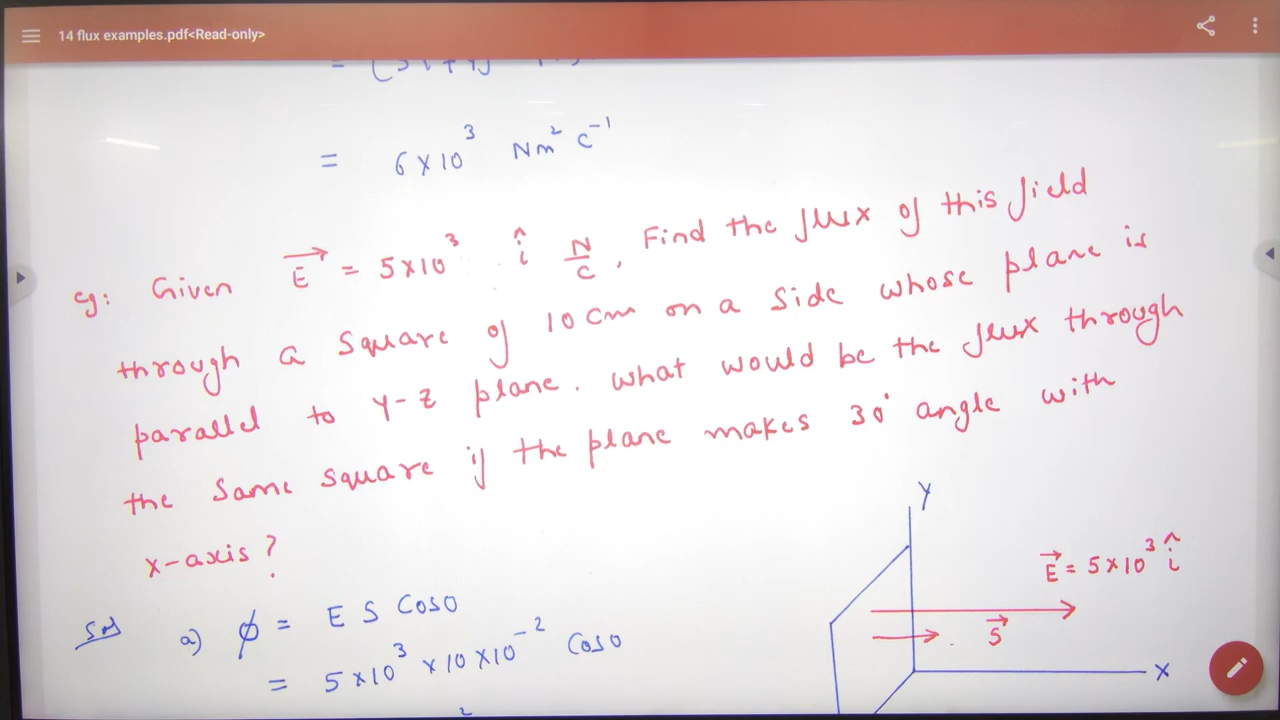 14 flux examples.pdf<Read-only>
= 6×10³ Nm² C⁻¹
eg: Given E⃗ = 5×10³ î N/C, Find the flux of this field
through a square of 10 cm on a side whose plane is
parallel to Y-Z plane. What would be the flux through
the same square if the plane makes 30° angle with
X-axis?
Sol a) ϕ = E S Cos0
= 5×10³ × 10 × 10⁻² Cos0
Y
E⃗ = 5×10³ î
S⃗
X